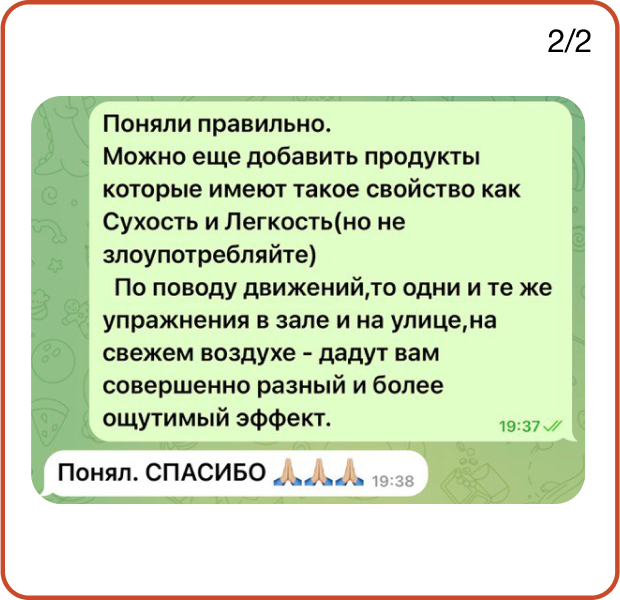 2/2
Поняли правильно.
Можно еще добавить продукты
которые имеют такое свойство как
Сухость и Легкость(но не
злоупотребляйте)
По поводу движений,то одни и те же
упражнения в зале и на улице,на
свежем воздухе - дадут вам
совершенно разный и более
ощутимый эффект.
19:37
Понял. СПАСИБО 🙏🏼🙏🏼🙏🏼 19:38